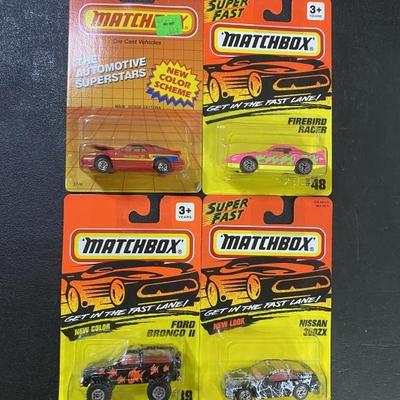 MATCHBOX
Die Cast Vehicles
THE
AUTOMOTIVE
SUPERSTARS
NEW
COLOR
SCHEME
SUPER
FAST
3+
YEARS
MATCHBOX
GET IN THE FAST LANE!
FIREBIRD
RACER
48
3+
YEARS
MATCHBOX
GET IN THE FAST LANE!
NEW COLOR
FORD
BRONCO II
39
SUPER
FAST
MATCHBOX
GET IN THE FAST LANE!
NEW LOOK
NISSAN
300ZX